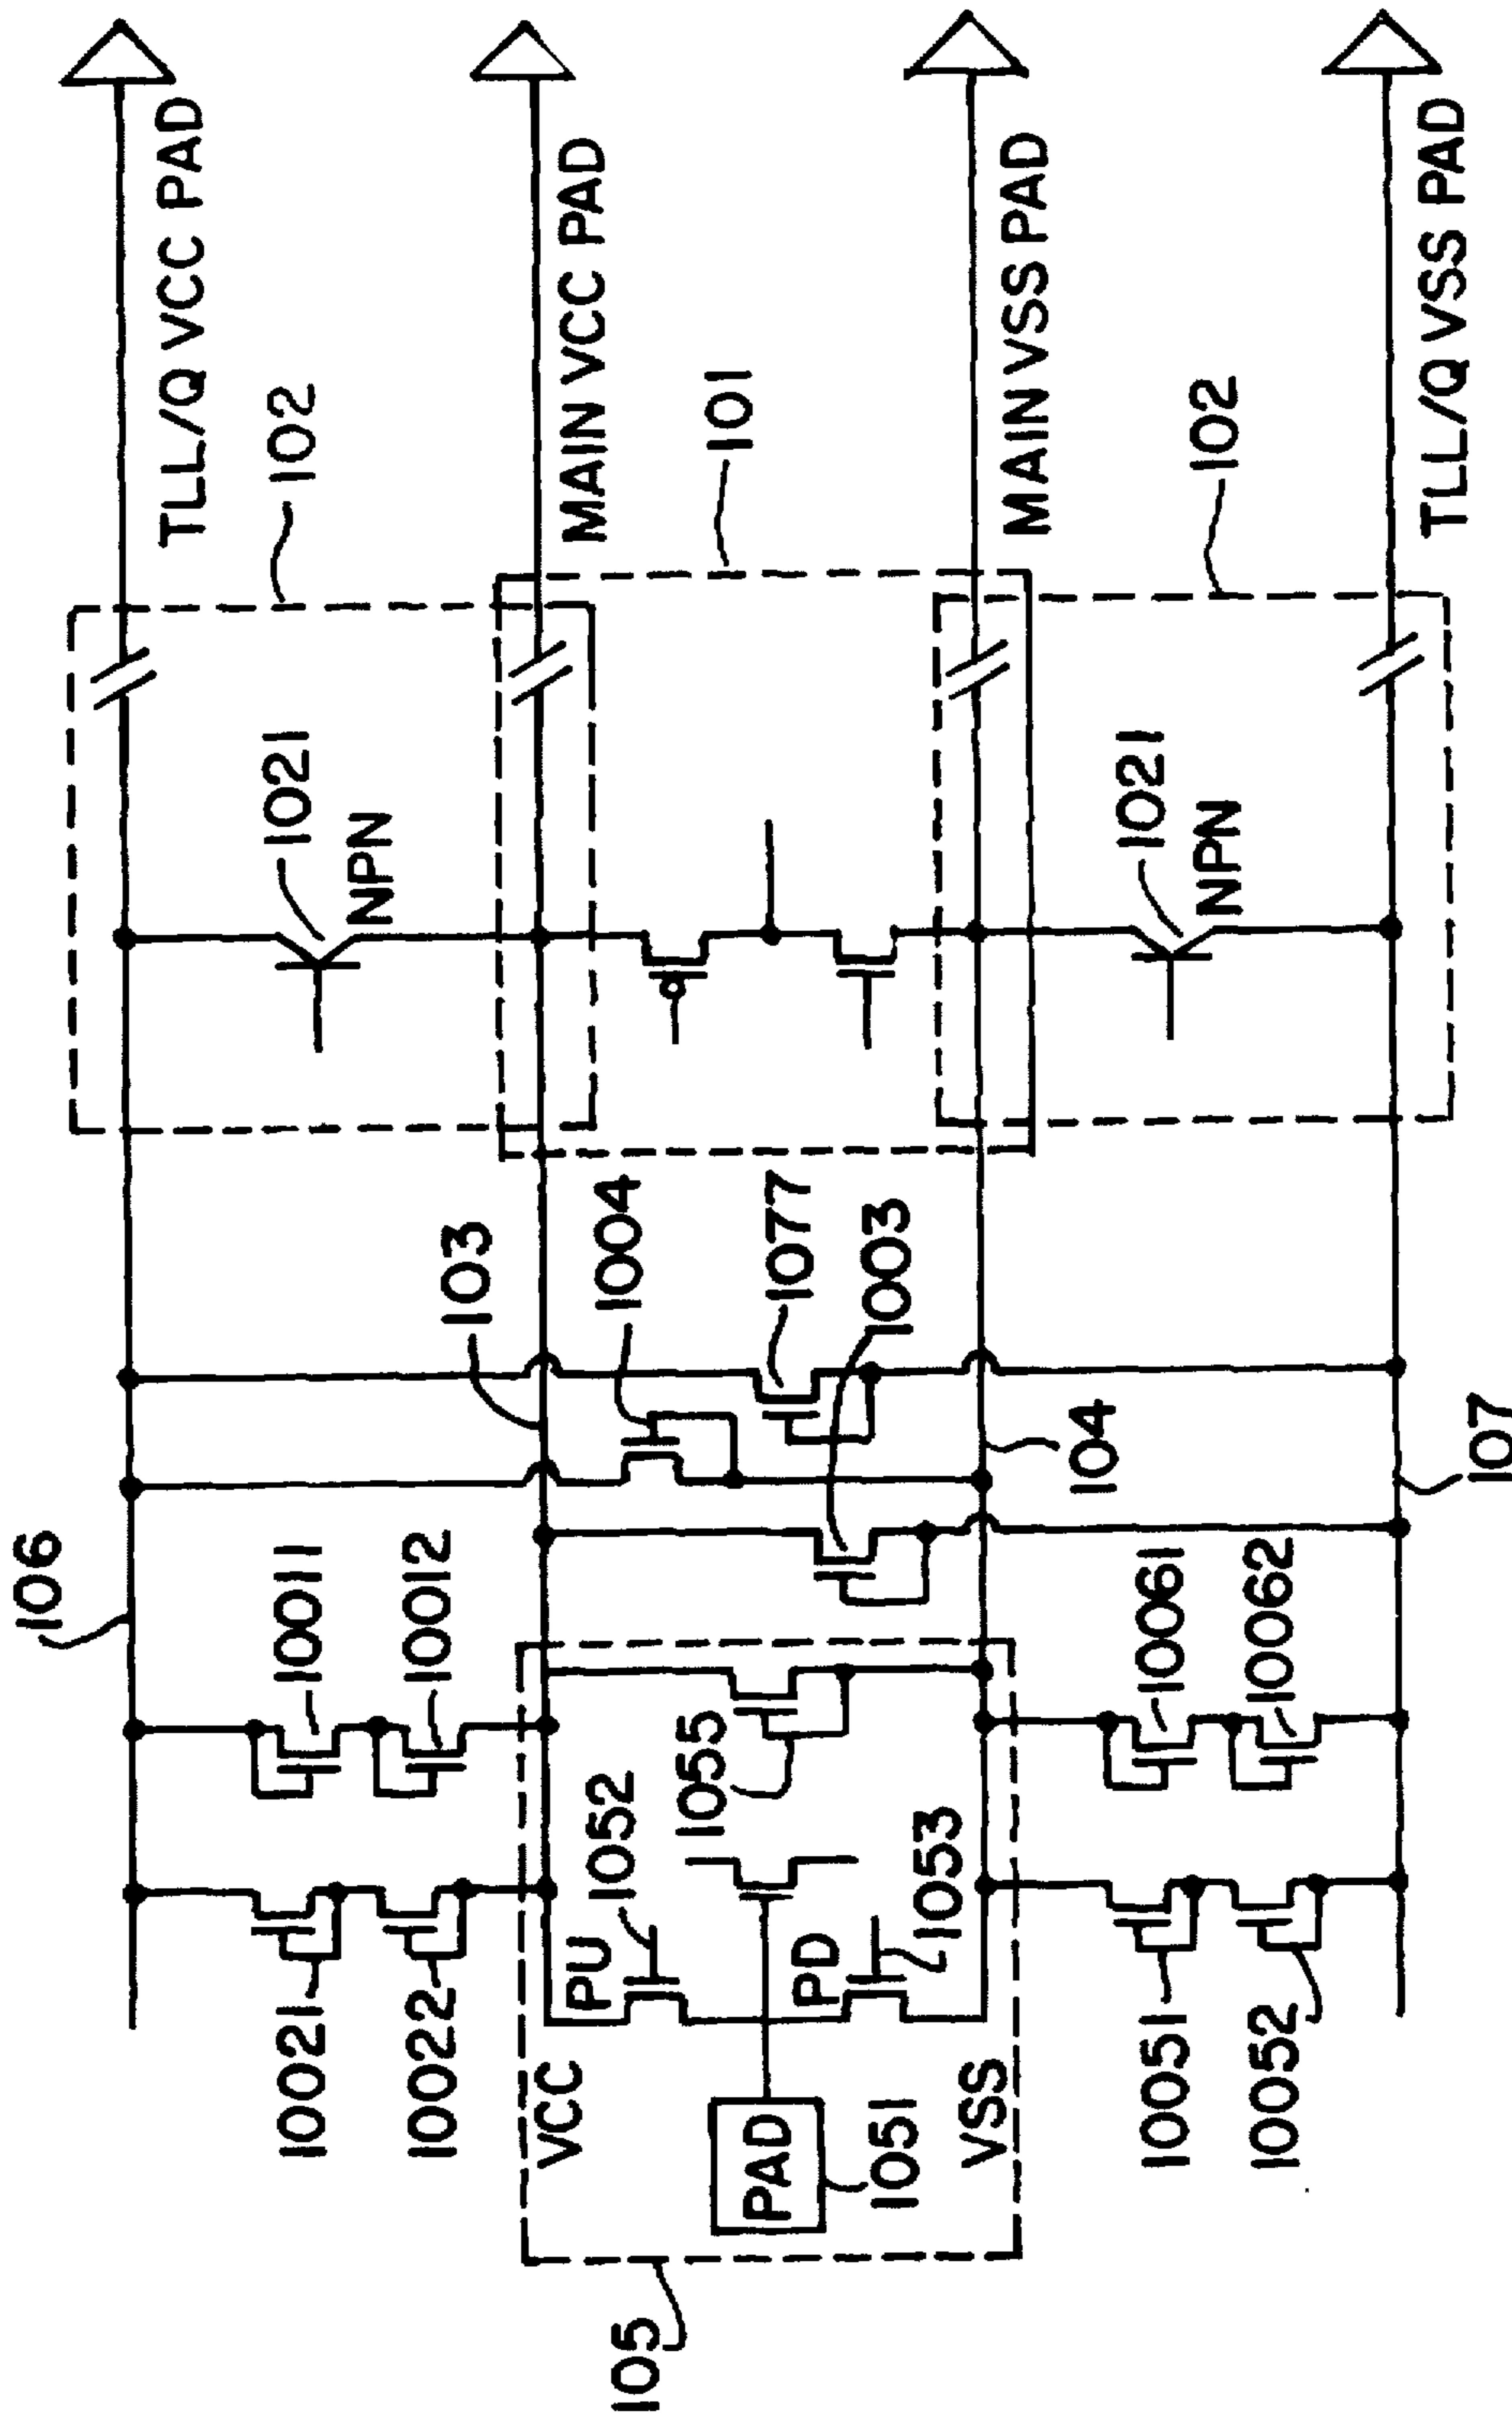 TLL/Q VCC PAD
MAIN VCC PAD
MAIN VSS PAD
TLL/Q VSS PAD
102
101
102
1021
NPN
1021
NPN
103
1004
1077
1003
104
107
106
10011
10012
10061
10062
1055
1052
1053
PU
PD
10021
10022
10051
10052
VCC
VSS
PAD
1051
105